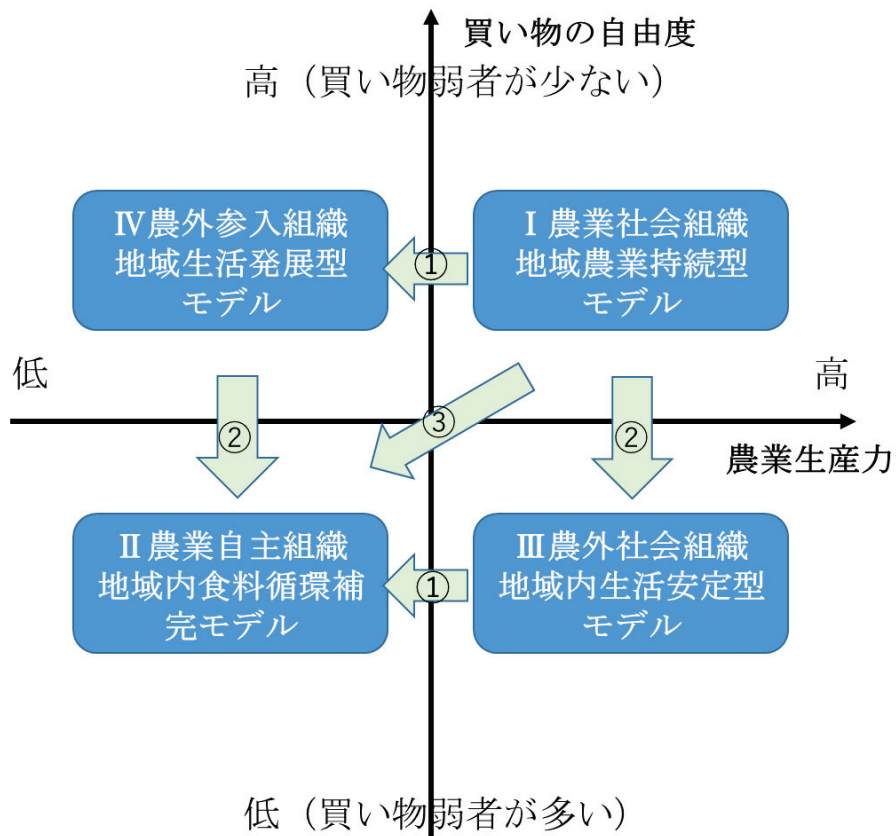 買い物の自由度
高（買い物弱者が少ない）
Ⅳ農外参入組織
地域生活発展型
モデル
①
Ⅰ農業社会組織
地域農業持続型
モデル
低
高
②
③
②
農業生産力
Ⅱ農業自主組織
地域内食料循環補
完モデル
①
Ⅲ農外社会組織
地域内生活安定型
モデル
低（買い物弱者が多い）